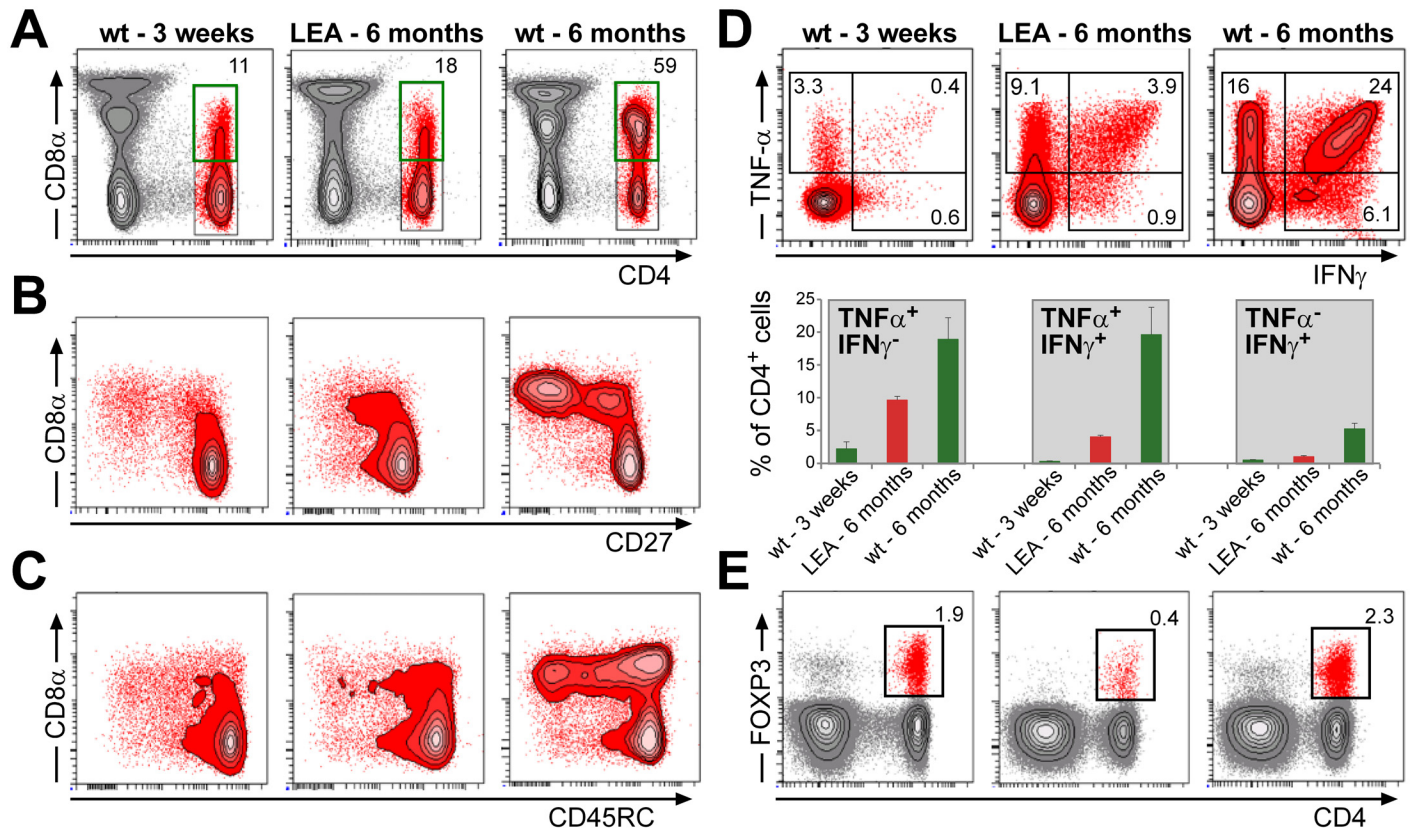 A
wt - 3 weeks
LEA - 6 months
wt - 6 months
11
18
59
CD8α
CD4
B
CD8α
CD27
C
CD8α
CD45RC
D
wt - 3 weeks
LEA - 6 months
wt - 6 months
3.3
0.4
0.6
9.1
3.9
0.9
16
24
6.1
TNF-α
IFNγ
% of CD4+ cells
25
20
15
10
5
0
TNFα+
IFNγ-
TNFα+
IFNγ+
TNFα-
IFNγ+
wt - 3 weeks
LEA - 6 months
wt - 6 months
wt - 3 weeks
LEA - 6 months
wt - 6 months
wt - 3 weeks
LEA - 6 months
wt - 6 months
E
1.9
0.4
2.3
FOXP3
CD4